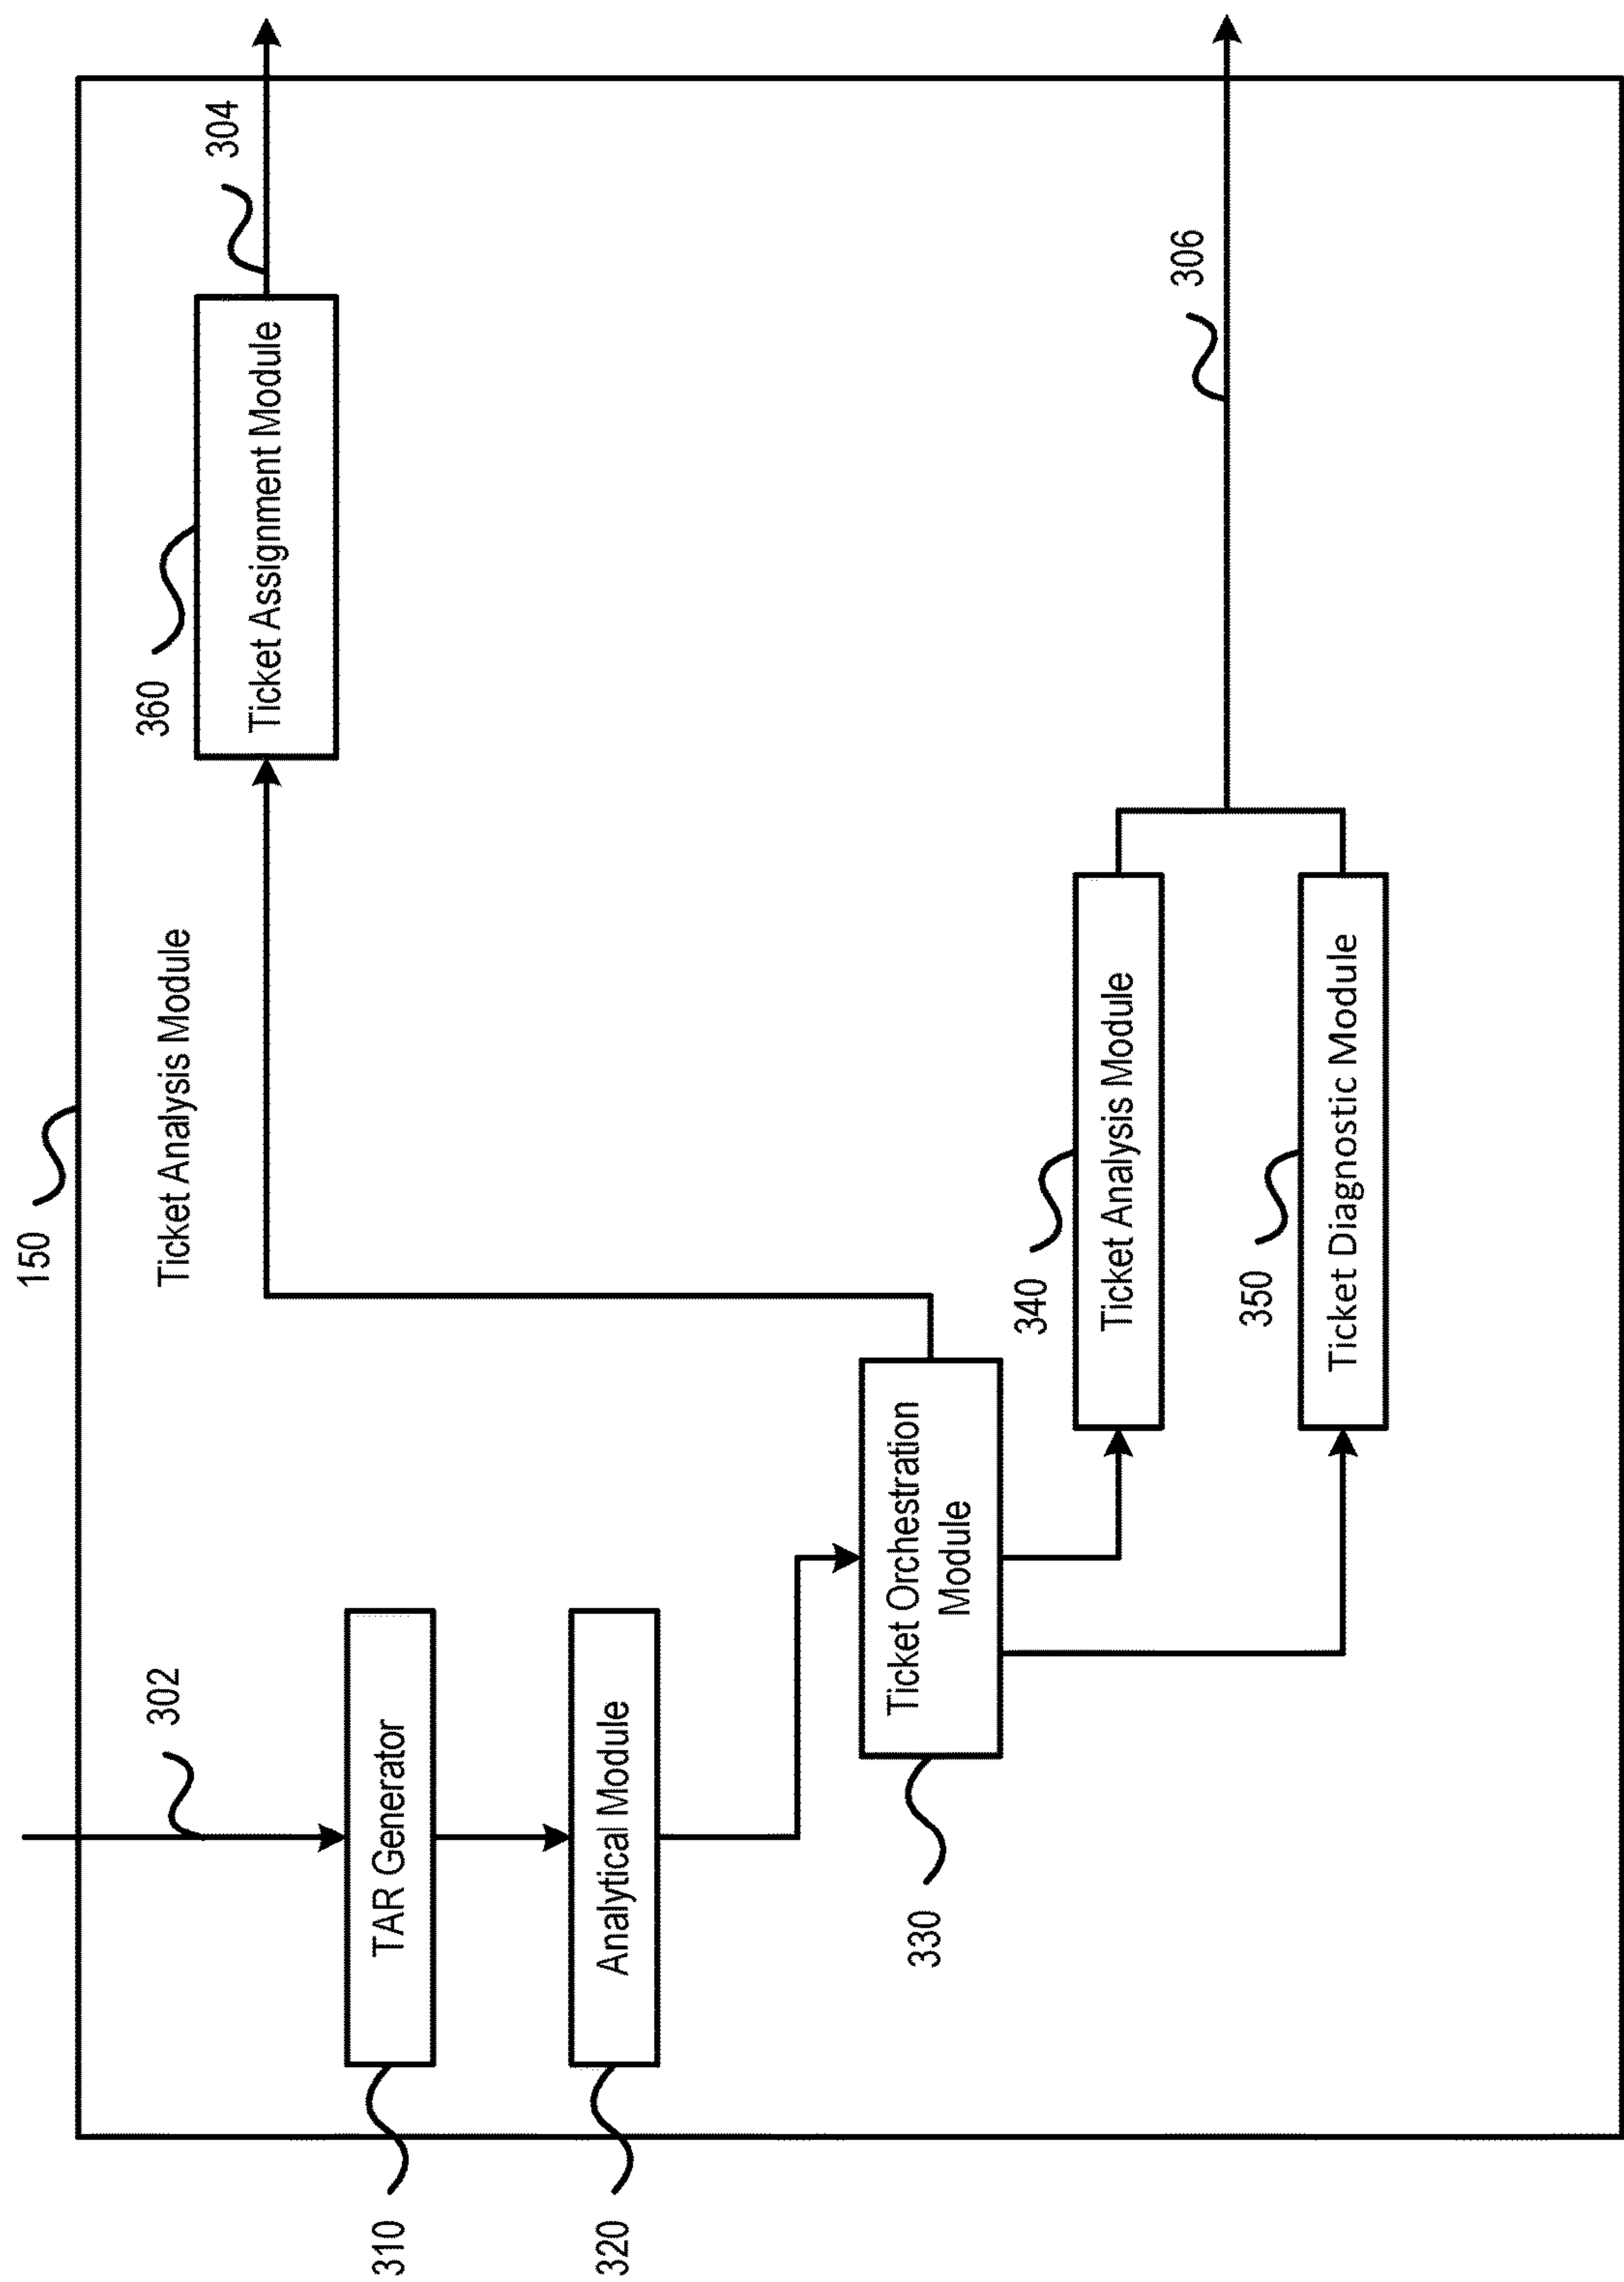 150
Ticket Analysis Module
302
304
360
Ticket Assignment Module
310
TAR Generator
320
Analytical Module
330
Ticket Orchestration
Module
306
340
Ticket Analysis Module
350
Ticket Diagnostic Module